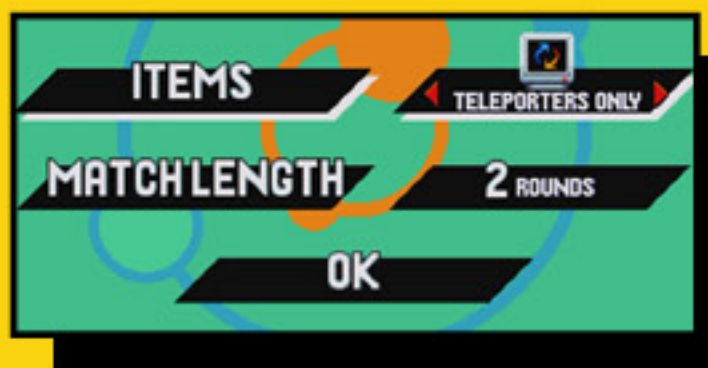 ITEMS
TELEPORTERS ONLY
MATCH LENGTH
2 ROUNDS
OK